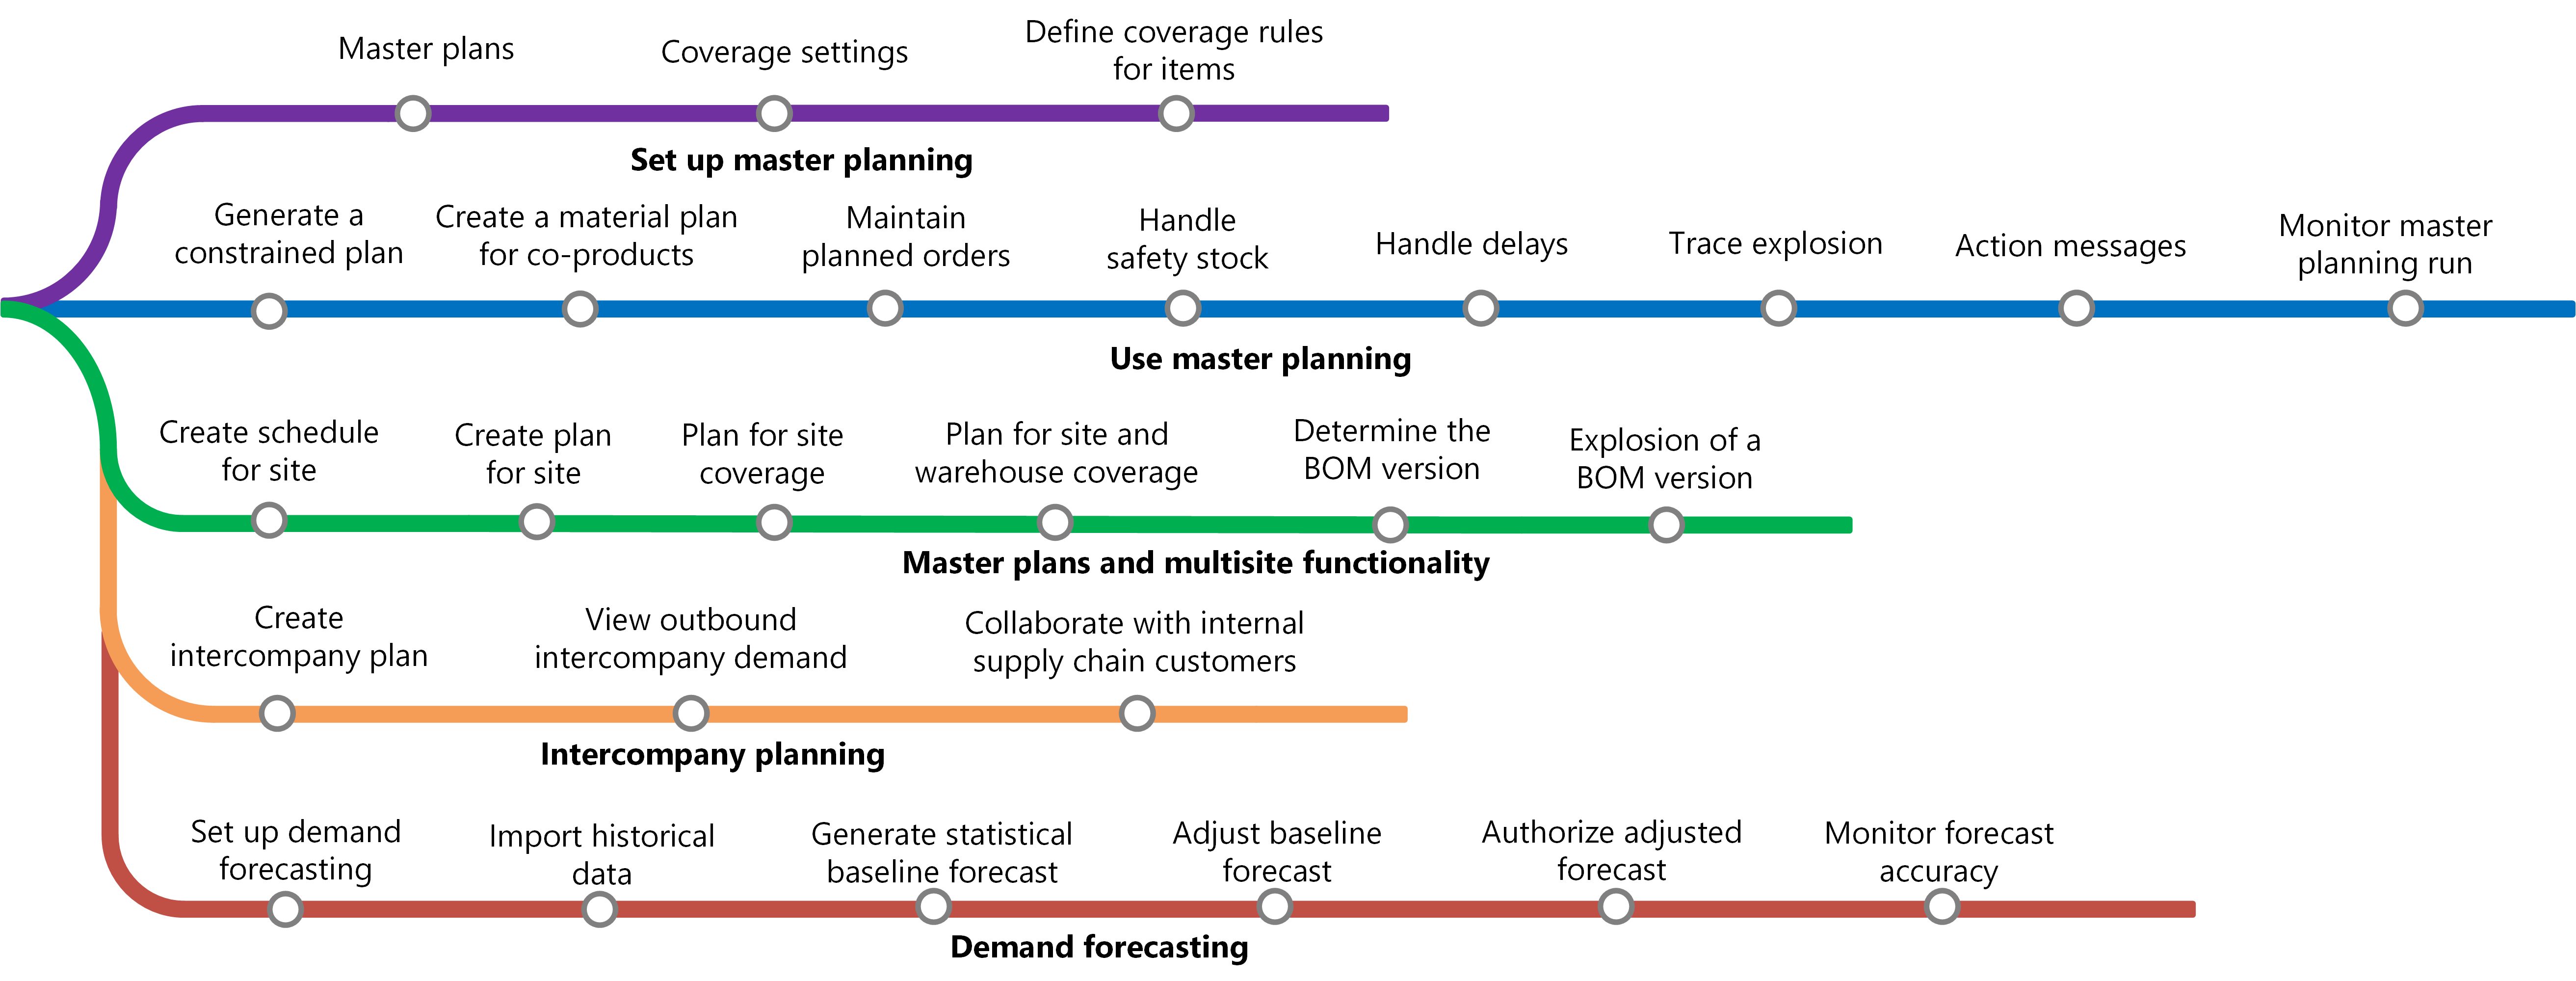 Master plans
Coverage settings
Define coverage rules
for items
Set up master planning
Generate a
constrained plan
Create a material plan
for co-products
Maintain
planned orders
Handle
safety stock
Handle delays
Trace explosion
Action messages
Monitor master
planning run
Use master planning
Create schedule
for site
Create plan
for site
Plan for site
coverage
Plan for site and
warehouse coverage
Determine the
BOM version
Explosion of a
BOM version
Master plans and multisite functionality
Create
intercompany plan
View outbound
intercompany demand
Collaborate with internal
supply chain customers
Intercompany planning
Set up demand
forecasting
Import historical
data
Generate statistical
baseline forecast
Adjust baseline
forecast
Authorize adjusted
forecast
Monitor forecast
accuracy
Demand forecasting